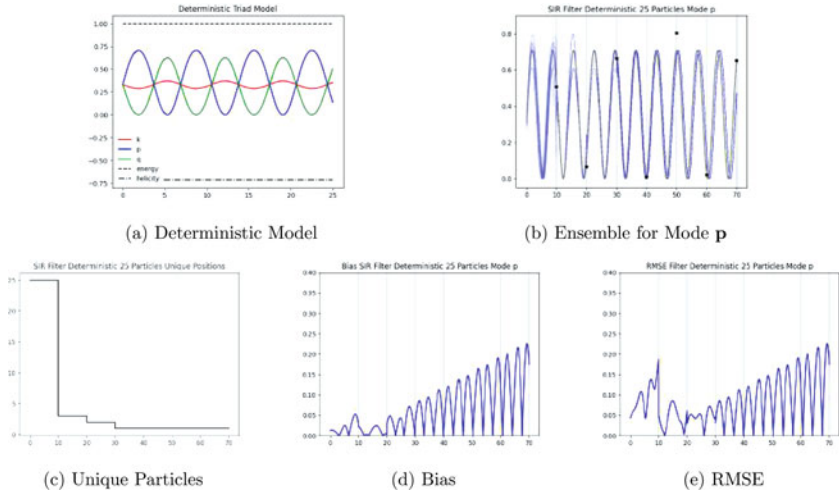 Deterministic Triad Model
1.00
0.75
0.50
0.25
0.00
−0.25
−0.50
−0.75
k
p
q
energy
helicity
0 5 10 15 20 25
(a) Deterministic Model
SIR Filter Deterministic 25 Particles Mode p
0.8
0.6
0.4
0.2
0.0
0 10 20 30 40 50 60 70
(b) Ensemble for Mode p
SIR Filter Deterministic 25 Particles Unique Positions
25
20
15
10
5
0
0 10 20 30 40 50 60 70
(c) Unique Particles
Bias SIR Filter Deterministic 25 Particles Mode p
0.40
0.35
0.30
0.25
0.20
0.15
0.10
0.05
0.00
0 10 20 30 40 50 60 70
(d) Bias
RMSE Filter Deterministic 25 Particles Mode p
0.40
0.35
0.30
0.25
0.20
0.15
0.10
0.05
0.00
0 10 20 30 40 50 60 70
(e) RMSE